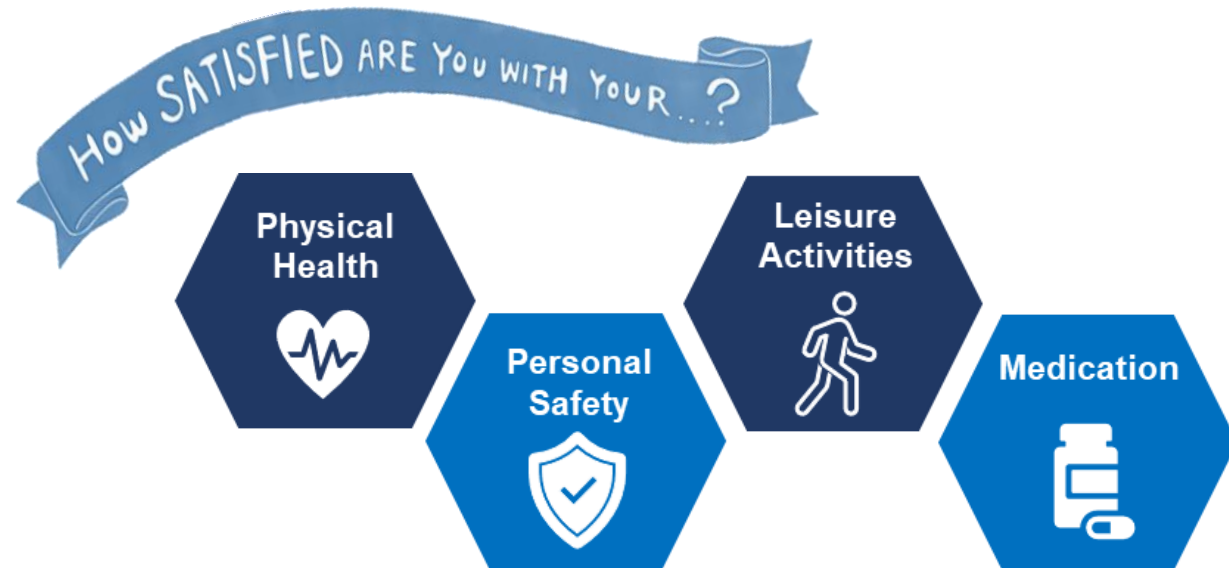 How SATISFIED ARE YOU WITH YOUR....?
Physical
Health
Personal
Safety
Leisure
Activities
Medication